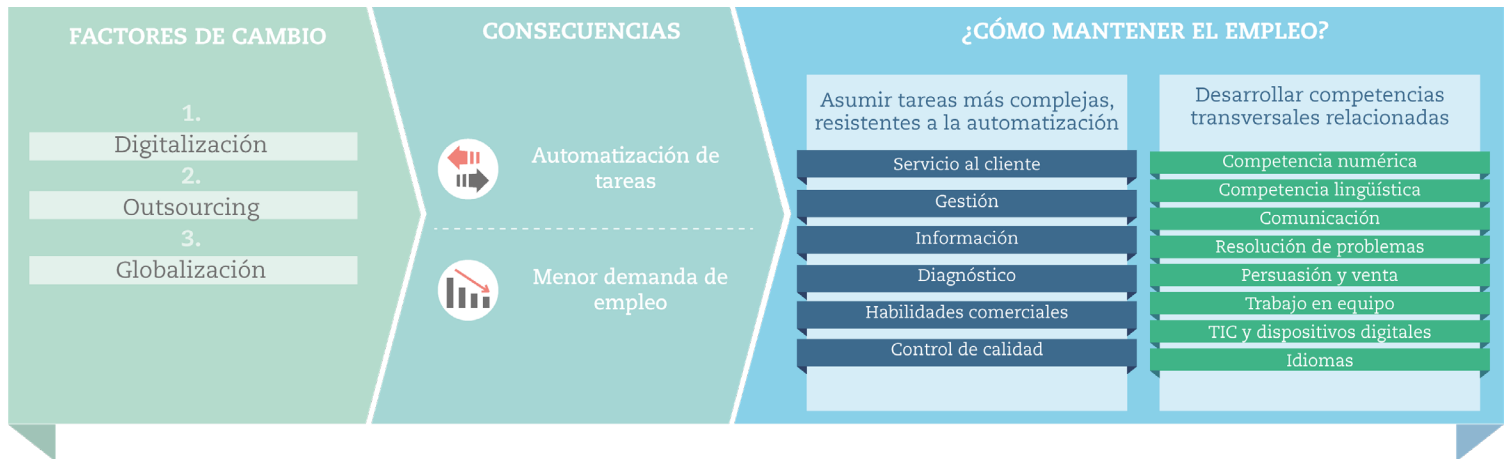 FACTORES DE CAMBIO
1.
Digitalización
2.
Outsourcing
3.
Globalización
CONSECUENCIAS
Automatización de
tareas
Menor demanda de
empleo
¿CÓMO MANTENER EL EMPLEO?
Asumir tareas más complejas,
resistentes a la automatización
Servicio al cliente
Gestión
Información
Diagnóstico
Habilidades comerciales
Control de calidad
Desarrollar competencias
transversales relacionadas
Competencia numérica
Competencia lingüística
Comunicación
Resolución de problemas
Persuasión y venta
Trabajo en equipo
TIC y dispositivos digitales
Idiomas